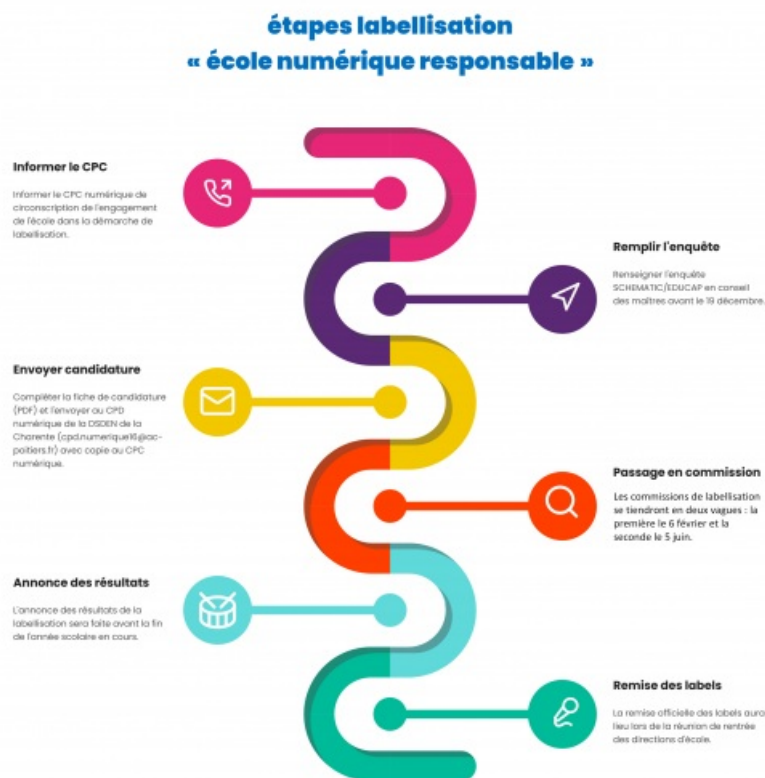 étapes labellisation
« école numérique responsable »
Informer le CPC
Informer le CPC numérique de
circonscription de l'engagement
de l'école dans la démarche de
labellisation.
Remplir l'enquête
Renseigner l'enquête
SCHEMATIC/EDUCAP en conseil
des maîtres avant le 19 décembre.
Envoyer candidature
Compléter la fiche de candidature
(PDF) et l'envoyer au CPD
numérique de la DSDEN de la
Charente (cpd.numerique16@ac-
poitiers.fr) avec copie au CPC
numérique.
Passage en commission
Les commissions de labellisation
se tiendront en deux vagues : la
première le 6 février et la
seconde le 5 juin.
Annonce des résultats
L'annonce des résultats de la
labellisation sera faite avant la fin
de l'année scolaire en cours.
Remise des labels
La remise officielle des labels aura
lieu lors de la réunion de rentrée
des directions d'école.